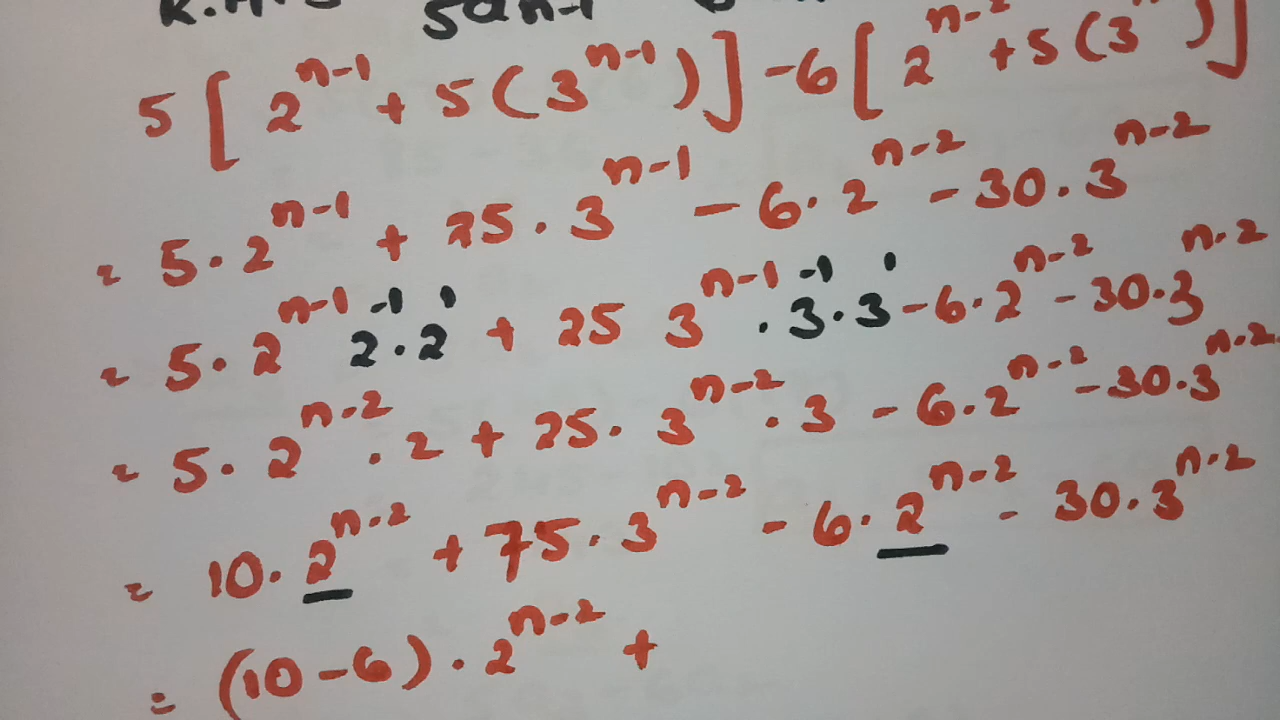 R.H.S 5an-1
5[2^{n-1} + 5(3^{n-1})] - 6[2^{n-2} + 5(3 )]
= 5·2^{n-1} + 25·3^{n-1} - 6·2^{n-2} - 30·3^{n-2}
= 5·2^{n-1} 2^{-1}·2^{1} + 25 3^{n-1}·3^{-1}·3^{1} - 6·2^{n-2} - 30·3^{n-2}
= 5·2^{n-2}·2 + 25·3^{n-2}·3 - 6·2^{n-2} - 30·3^{n-2}
= 10·2^{n-2} + 75·3^{n-2} - 6·2^{n-2} - 30·3^{n-2}
= (10-6)·2^{n-2} +